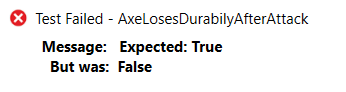 Test Failed - AxeLosesDurabilyAfterAttack
Message: Expected: True
But was: False